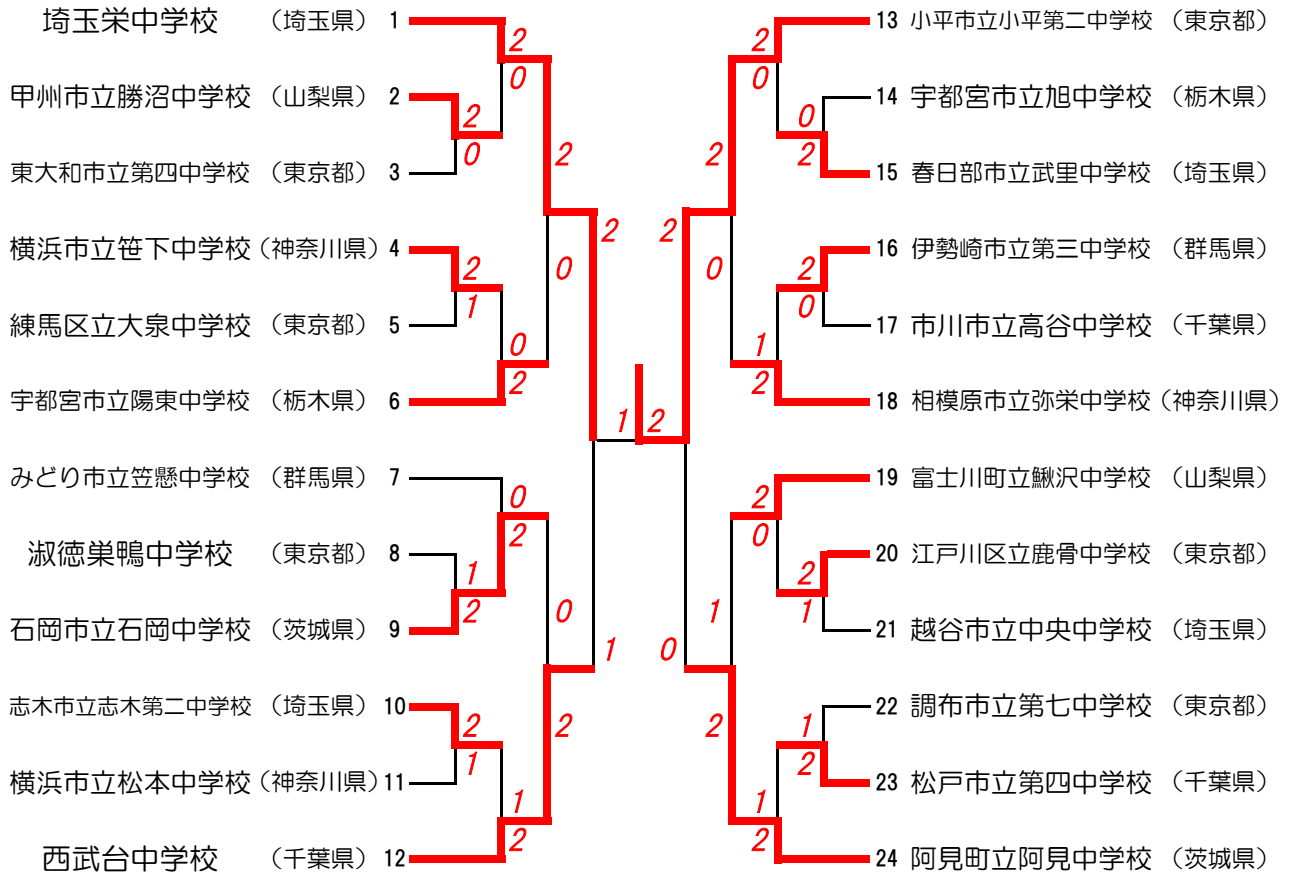 埼玉栄中学校 （埼玉県） 1
甲州市立勝沼中学校 （山梨県） 2
東大和市立第四中学校 （東京都） 3
横浜市立笹下中学校 （神奈川県） 4
練馬区立大泉中学校 （東京都） 5
宇都宮市立陽東中学校 （栃木県） 6
みどり市立笠懸中学校 （群馬県） 7
淑徳巣鴨中学校 （東京都） 8
石岡市立石岡中学校 （茨城県） 9
志木市立志木第二中学校 （埼玉県） 10
横浜市立松本中学校 （神奈川県） 11
西武台中学校 （千葉県） 12
2
0
2
0
2
2
0
2
1
0
2
0
2
1
2
0
1
2
1
2
1
1
2
1
2
13 小平市立小平第二中学校 （東京都）
14 宇都宮市立旭中学校 （栃木県）
15 春日部市立武里中学校 （埼玉県）
16 伊勢崎市立第三中学校 （群馬県）
17 市川市立高谷中学校 （千葉県）
18 相模原市立弥栄中学校 （神奈川県）
19 富士川町立鰍沢中学校 （山梨県）
20 江戸川区立鹿骨中学校 （東京都）
21 越谷市立中央中学校 （埼玉県）
22 調布市立第七中学校 （東京都）
23 松戸市立第四中学校 （千葉県）
24 阿見町立阿見中学校 （茨城県）
2
0
0
2
2
2
0
2
0
1
2
2
2
0
2
1
1
0
2
1
2
1
2